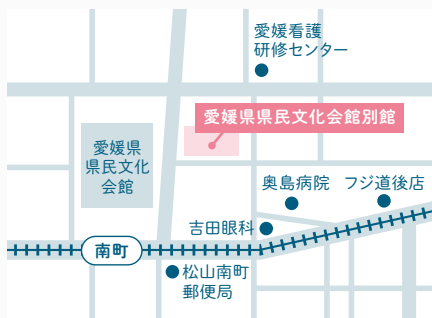 愛媛看護
研修センター
愛媛県県民文化会館別館
愛媛県
県民文化
会館
奥島病院
フジ道後店
吉田眼科
南町
松山南町
郵便局